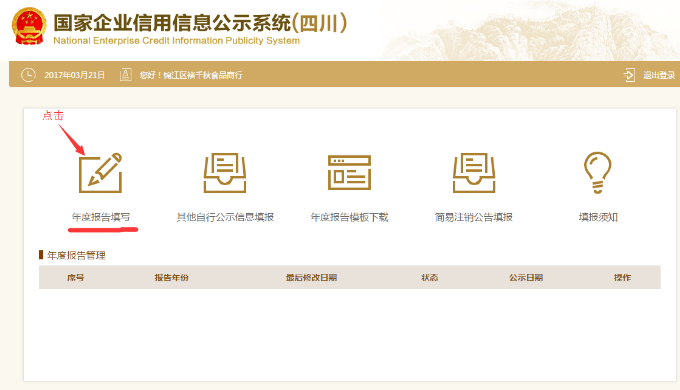 国家企业信用信息公示系统(四川)
National Enterprise Credit Information Publicity System
2017年03月21日 您好！锦江区禧千秋食品商行 退出登录
点击
年度报告填写 其他自行公示信息填报 年度报告模板下载 简易注销公告填报 填报须知
年度报告管理
序号 报告年份 最后修改日期 状态 公示日期 操作